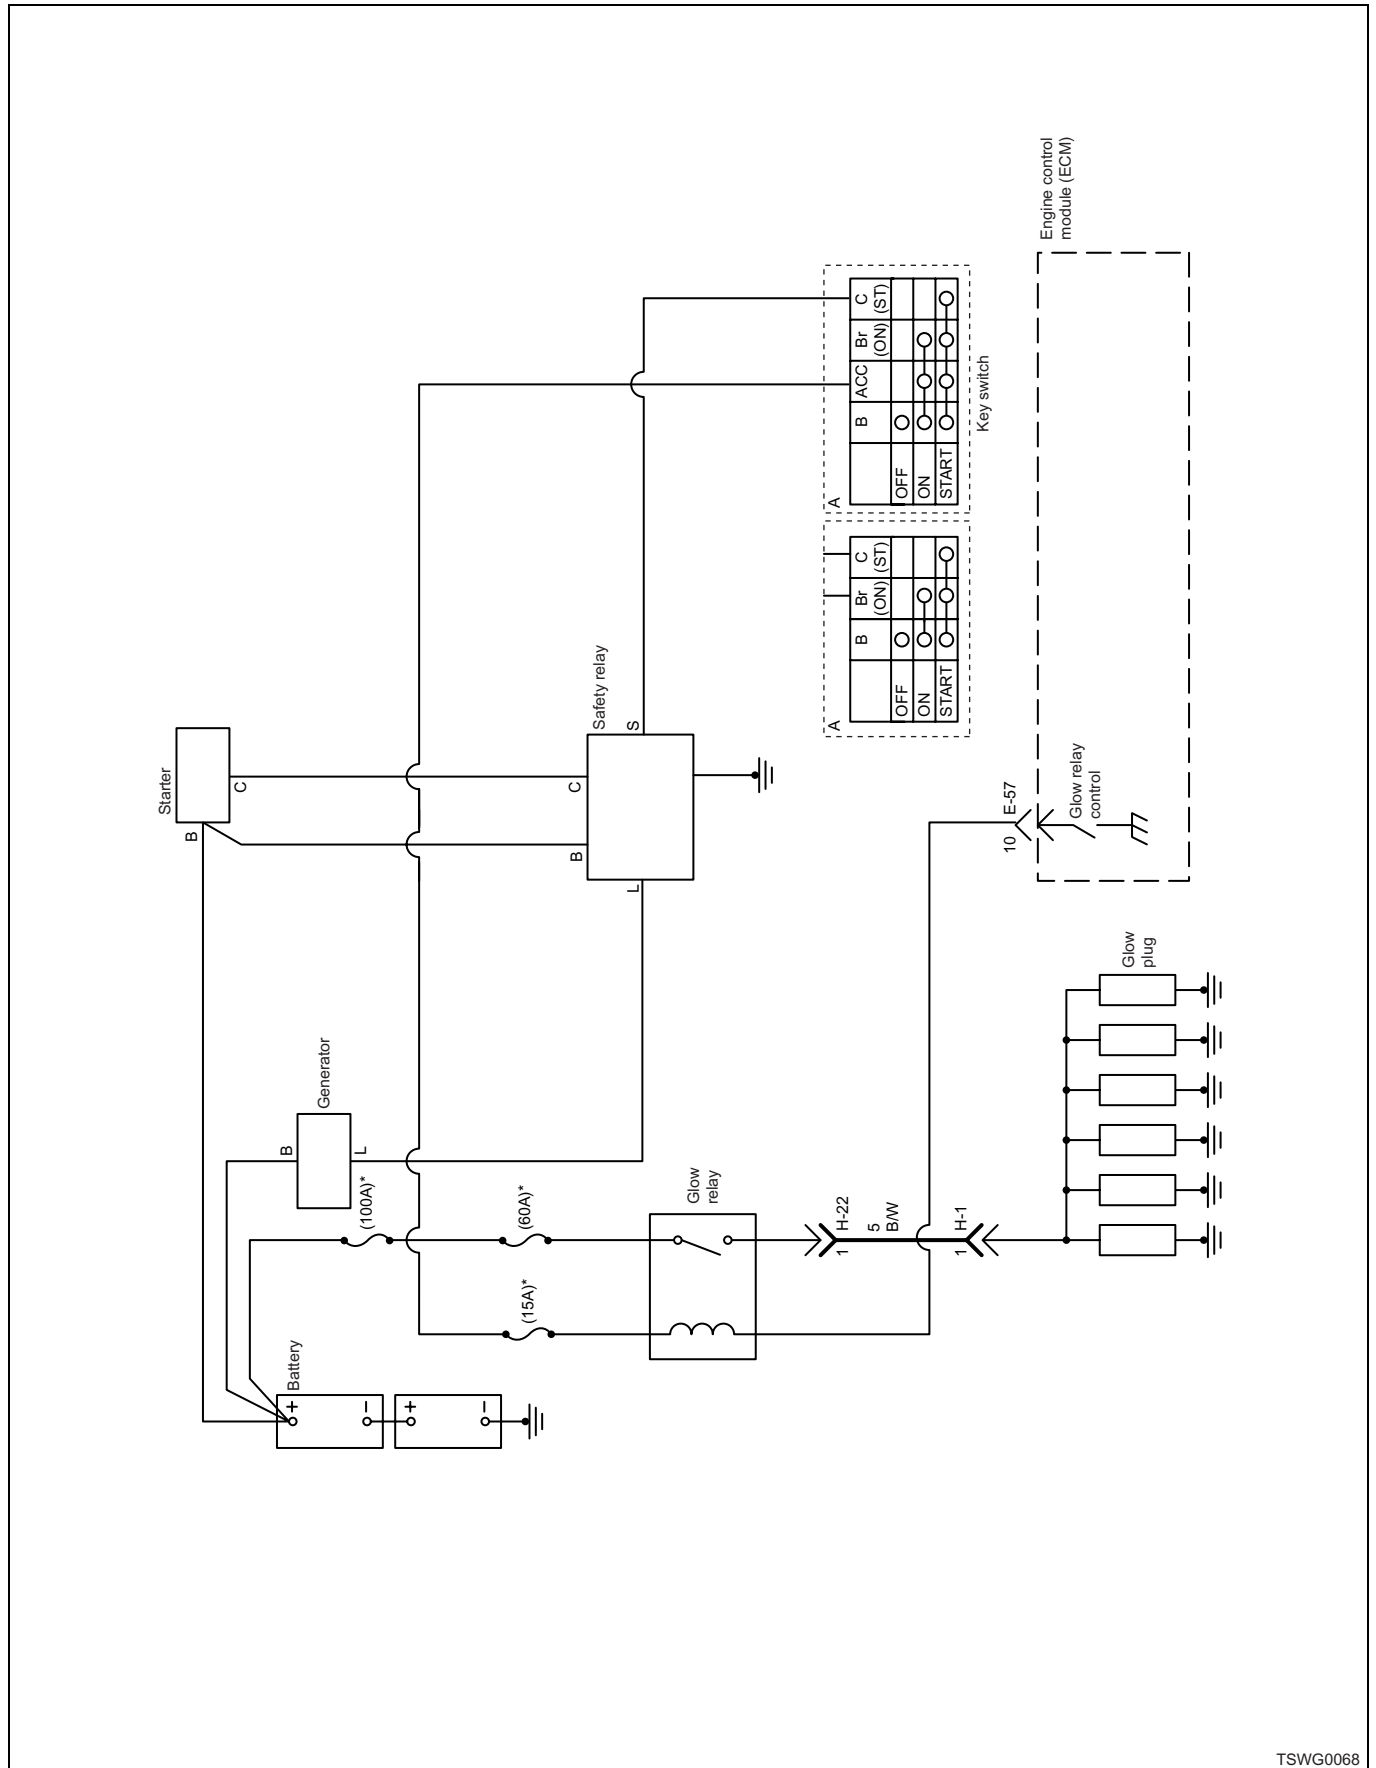 Starter
B
C
Battery
+
−
+
−
Generator
B
L
(100A)*
(60A)*
(15A)*
Safety relay
B
C
S
L
Glow
relay
1 H-22
5
B/W
1 H-1
Glow
plug
A
B
Br
(ON)
C
(ST)
OFF
ON
START
A
B
ACC
Br
(ON)
C
(ST)
OFF
ON
START
Key switch
Engine control
module (ECM)
10 E-57
Glow relay
control
TSWG0068